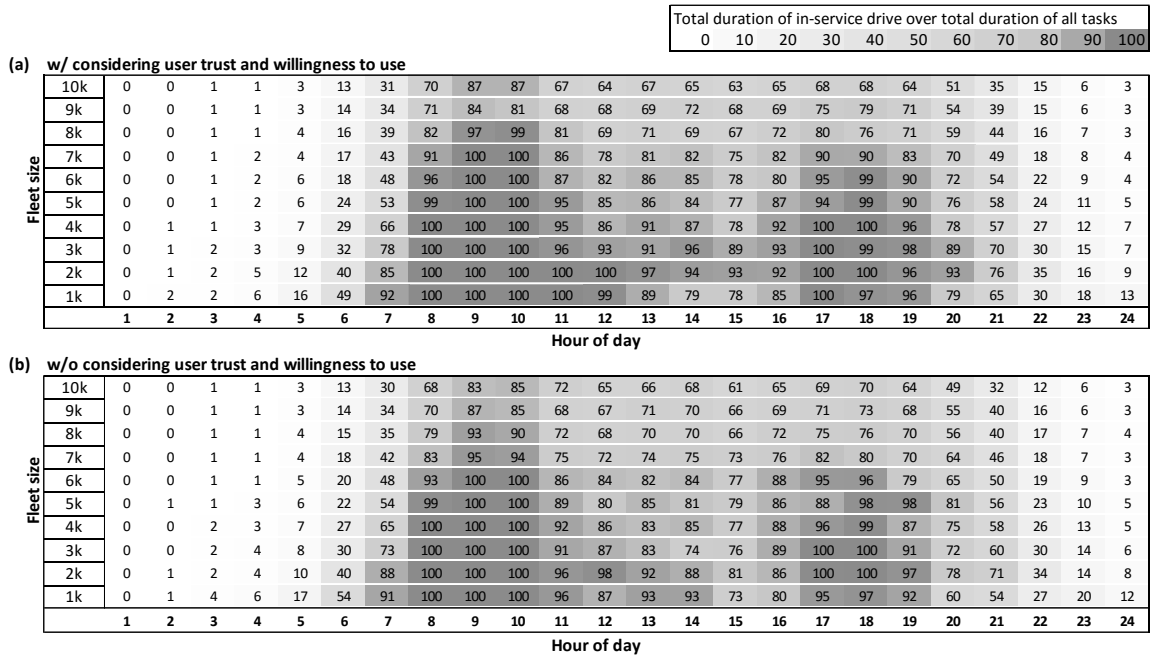 Total duration of in-service drive over total duration of all tasks
0 10 20 30 40 50 60 70 80 90 100
(a) w/ considering user trust and willingness to use
10k 0 0 1 1 3 13 31 70 87 87 67 64 67 65 63 65 68 68 64 51 35 15 6 3
9k 0 0 1 1 3 14 34 71 84 81 68 68 69 72 68 69 75 79 71 54 39 15 6 3
8k 0 0 1 1 4 16 39 82 97 99 81 69 71 69 67 72 80 76 71 59 44 16 7 3
7k 0 0 1 2 4 17 43 91 100 100 86 78 81 82 75 82 90 90 83 70 49 18 8 4
6k 0 0 1 2 6 18 48 96 100 100 87 82 86 85 78 80 95 99 90 72 54 22 9 4
5k 0 0 1 2 6 24 53 99 100 100 95 85 86 84 77 87 94 99 90 76 58 24 11 5
4k 0 1 1 3 7 29 66 100 100 100 95 86 91 87 78 92 100 100 96 78 57 27 12 7
3k 0 1 2 3 9 32 78 100 100 100 96 93 91 96 89 93 100 99 98 89 70 30 15 7
2k 0 1 2 5 12 40 85 100 100 100 100 100 97 94 93 92 100 100 96 93 76 35 16 9
1k 0 2 2 6 16 49 92 100 100 100 100 99 89 79 78 85 100 97 96 79 65 30 18 13
1 2 3 4 5 6 7 8 9 10 11 12 13 14 15 16 17 18 19 20 21 22 23 24
Fleet size
Hour of day
(b) w/o considering user trust and willingness to use
10k 0 0 1 1 3 13 30 68 83 85 72 65 66 68 61 65 69 70 64 49 32 12 6 3
9k 0 0 1 1 3 14 34 70 87 85 68 67 71 70 66 69 71 73 68 55 40 16 6 3
8k 0 0 1 1 4 15 35 79 93 90 72 68 70 70 66 72 75 76 70 56 40 17 7 4
7k 0 0 1 1 4 18 42 83 95 94 75 72 74 75 73 76 82 80 70 64 46 18 7 3
6k 0 0 1 1 5 20 48 93 100 100 86 84 82 84 77 88 95 96 79 65 50 19 9 3
5k 0 1 1 3 6 22 54 99 100 100 89 80 85 81 79 86 88 98 98 81 56 23 10 5
4k 0 0 2 3 7 27 65 100 100 100 92 86 83 85 77 88 96 99 87 75 58 26 13 5
3k 0 0 2 4 8 30 73 100 100 100 91 87 83 74 76 89 100 100 91 72 60 30 14 6
2k 0 1 2 4 10 40 88 100 100 100 96 98 92 88 81 86 100 100 97 78 71 34 14 8
1k 0 1 4 6 17 54 91 100 100 100 96 87 93 93 73 80 95 97 92 60 54 27 20 12
1 2 3 4 5 6 7 8 9 10 11 12 13 14 15 16 17 18 19 20 21 22 23 24
Fleet size
Hour of day